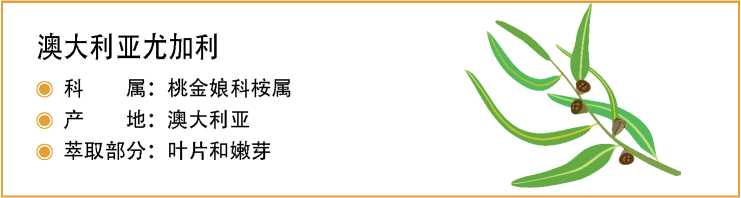 澳大利亚尤加利
科　　属：桃金娘科桉属
产　　地：澳大利亚
萃取部分：叶片和嫩芽